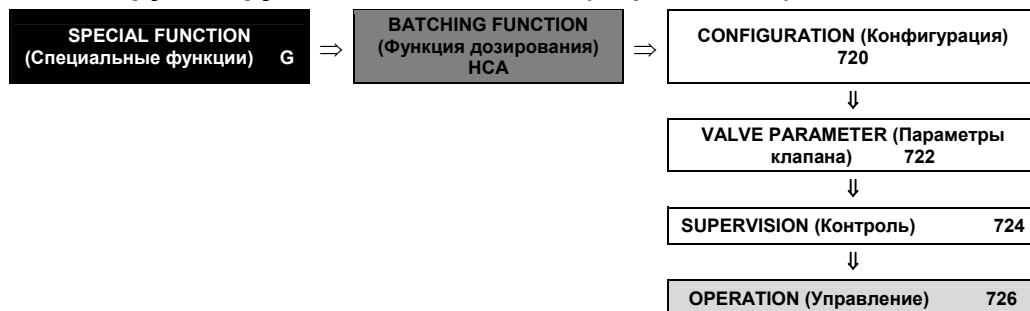 SPECIAL FUNCTION
(Специальные функции) G
⇒
BATCHING FUNCTION
(Функция дозирования)
HCA
⇒
CONFIGURATION (Конфигурация)
720
⇓
VALVE PARAMETER (Параметры
клапана) 722
⇓
SUPERVISION (Контроль) 724
⇓
OPERATION (Управление) 726